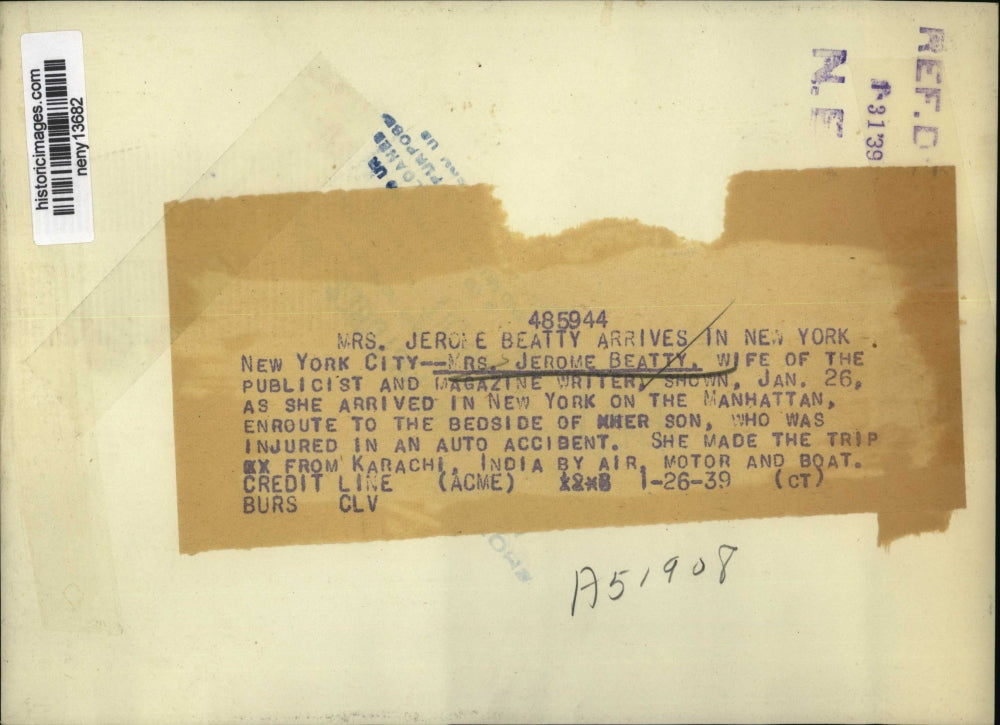 historicimages.com
neny13682
REF.D
1-31 39
N.E
LOANED
PURPOSE
485944
MRS. JEROME BEATTY ARRIVES IN NEW YORK
NEW YORK CITY--MRS. JEROME BEATTY, WIFE OF THE
PUBLICIST AND MAGAZINE WRITER, SHOWN, JAN. 26,
AS SHE ARRIVED IN NEW YORK ON THE MANHATTAN,
ENROUTE TO THE BEDSIDE OF HER SON, WHO WAS
INJURED IN AN AUTO ACCIBENT. SHE MADE THE TRIP
FROM KARACHI, INDIA BY AIR, MOTOR AND BOAT.
CREDIT LINE (ACME) 1-26-39 (CT)
BURS CLV
A51908